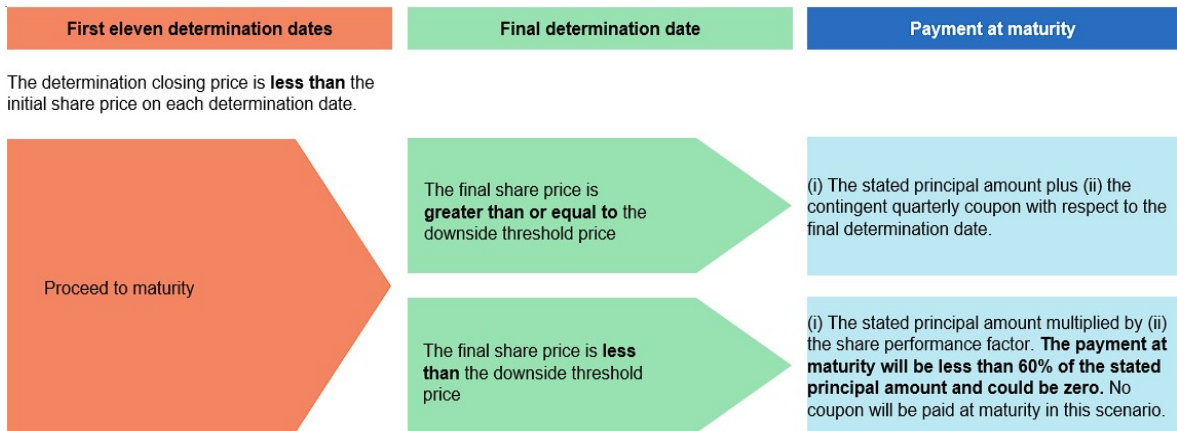 First eleven determination dates
Final determination date
Payment at maturity
The determination closing price is less than the
initial share price on each determination date.
Proceed to maturity
The final share price is
greater than or equal to the
downside threshold price
(i) The stated principal amount plus (ii) the
contingent quarterly coupon with respect to the
final determination date.
The final share price is less
than the downside threshold
price
(i) The stated principal amount multiplied by (ii)
the share performance factor. The payment at
maturity will be less than 60% of the stated
principal amount and could be zero. No
coupon will be paid at maturity in this scenario.